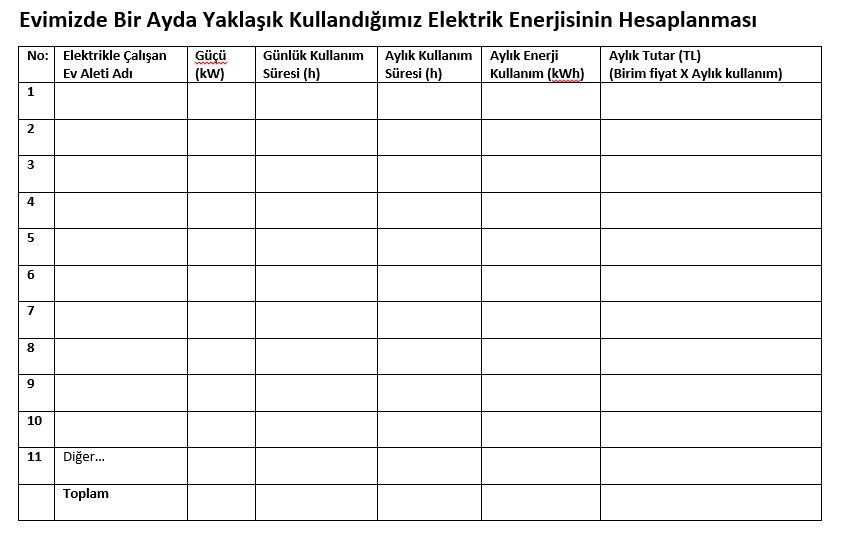 Evimizde Bir Ayda Yaklaşık Kullandığımız Elektrik Enerjisinin Hesaplanması
No: Elektrikle Çalışan Güçü Günlük Kullanım Aylık Kullanım Aylık Enerji Aylık Tutar (TL)
Ev Aleti Adı (kW) Süresi (h) Süresi (h) Kullanım (kWh) (Birim fiyat X Aylık kullanım)
1
2
3
4
5
6
7
8
9
10
11 Diğer...
Toplam